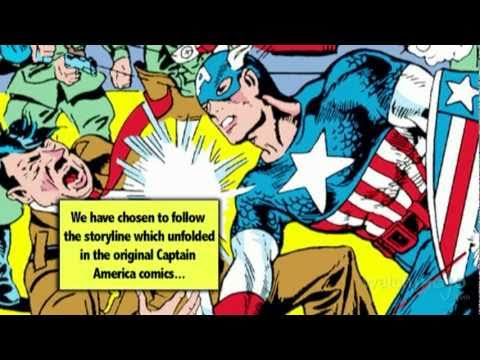 We have chosen to follow
the storyline which unfolded
in the original Captain
America comics...